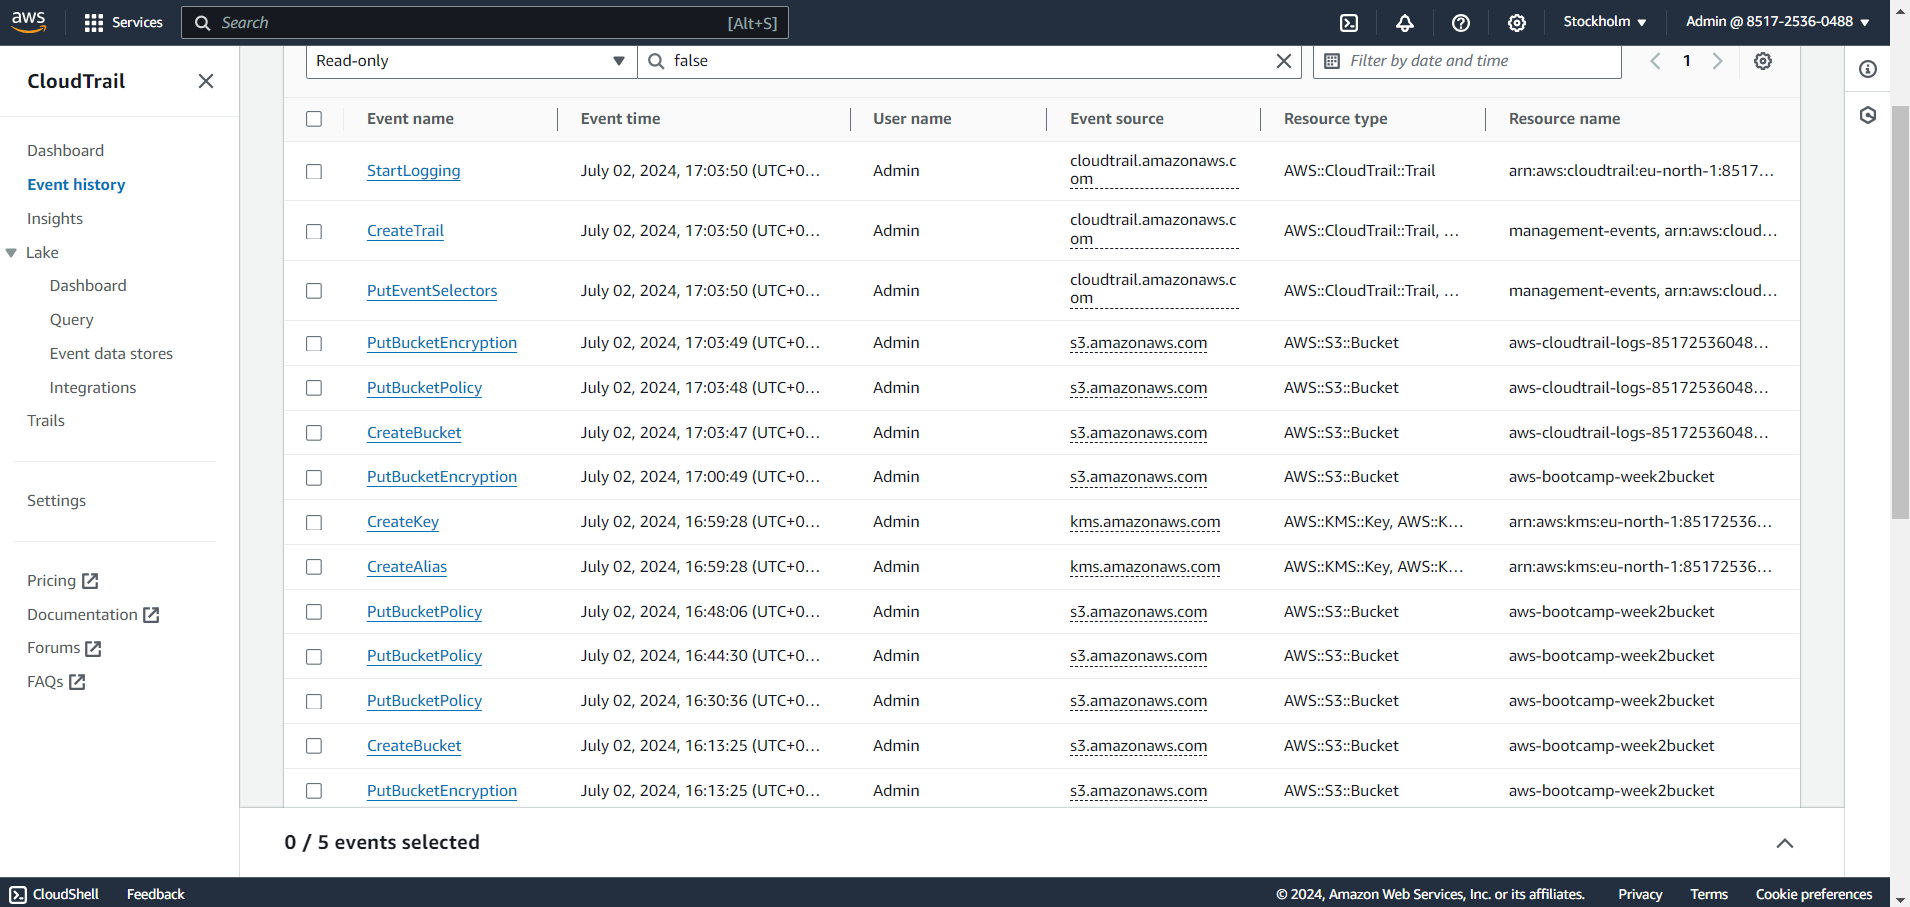 aws Services Search [Alt+S] Stockholm Admin @ 8517-2536-0488
CloudTrail
Dashboard
Event history
Insights
Lake
Dashboard
Query
Event data stores
Integrations
Trails
Settings
Pricing
Documentation
Forums
FAQs
Read-only false Filter by date and time 1
Event name Event time User name Event source Resource type Resource name
StartLogging July 02, 2024, 17:03:50 (UTC+0... Admin cloudtrail.amazonaws.c AWS::CloudTrail::Trail arn:aws:cloudtrail:eu-north-1:8517...
om
CreateTrail July 02, 2024, 17:03:50 (UTC+0... Admin cloudtrail.amazonaws.c AWS::CloudTrail::Trail, ... management-events, arn:aws:cloud...
om
PutEventSelectors July 02, 2024, 17:03:50 (UTC+0... Admin cloudtrail.amazonaws.c AWS::CloudTrail::Trail, ... management-events, arn:aws:cloud...
om
PutBucketEncryption July 02, 2024, 17:03:49 (UTC+0... Admin s3.amazonaws.com AWS::S3::Bucket aws-cloudtrail-logs-85172536048...
PutBucketPolicy July 02, 2024, 17:03:48 (UTC+0... Admin s3.amazonaws.com AWS::S3::Bucket aws-cloudtrail-logs-85172536048...
CreateBucket July 02, 2024, 17:03:47 (UTC+0... Admin s3.amazonaws.com AWS::S3::Bucket aws-cloudtrail-logs-85172536048...
PutBucketEncryption July 02, 2024, 17:00:49 (UTC+0... Admin s3.amazonaws.com AWS::S3::Bucket aws-bootcamp-week2bucket
CreateKey July 02, 2024, 16:59:28 (UTC+0... Admin kms.amazonaws.com AWS::KMS::Key, AWS::K... arn:aws:kms:eu-north-1:85172536...
CreateAlias July 02, 2024, 16:59:28 (UTC+0... Admin kms.amazonaws.com AWS::KMS::Key, AWS::K... arn:aws:kms:eu-north-1:85172536...
PutBucketPolicy July 02, 2024, 16:48:06 (UTC+0... Admin s3.amazonaws.com AWS::S3::Bucket aws-bootcamp-week2bucket
PutBucketPolicy July 02, 2024, 16:44:30 (UTC+0... Admin s3.amazonaws.com AWS::S3::Bucket aws-bootcamp-week2bucket
PutBucketPolicy July 02, 2024, 16:30:36 (UTC+0... Admin s3.amazonaws.com AWS::S3::Bucket aws-bootcamp-week2bucket
CreateBucket July 02, 2024, 16:13:25 (UTC+0... Admin s3.amazonaws.com AWS::S3::Bucket aws-bootcamp-week2bucket
PutBucketEncryption July 02, 2024, 16:13:25 (UTC+0... Admin s3.amazonaws.com AWS::S3::Bucket aws-bootcamp-week2bucket
0 / 5 events selected
CloudShell Feedback © 2024, Amazon Web Services, Inc. or its affiliates. Privacy Terms Cookie preferences